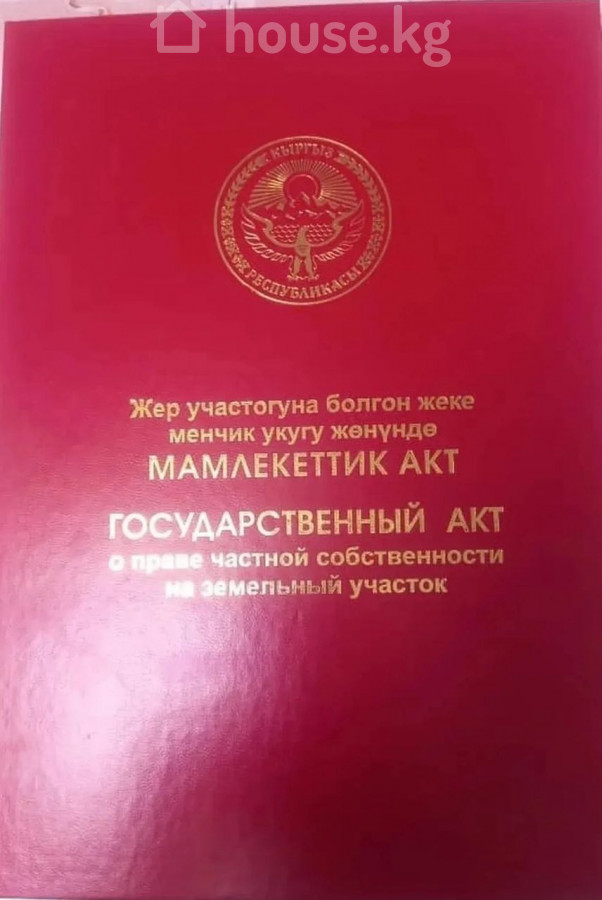 house.kg
КЫРГЫЗ
РЕСПУБЛИКАСЫ
Жер участогуна болгон жеке
менчик укугу жөнүндө
МАМЛЕКЕТТИК АКТ
ГОСУДАРСТВЕННЫЙ АКТ
о праве частной собственности
на земельный участок